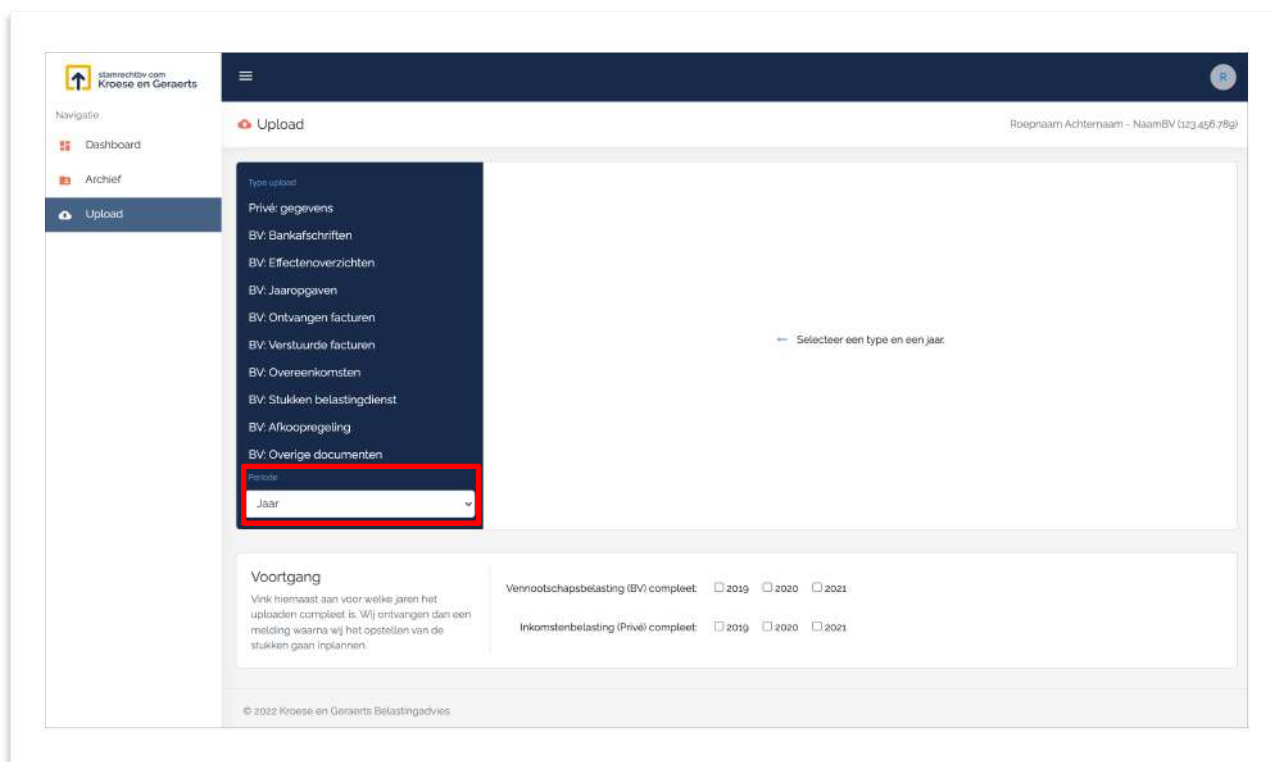 stamrechtbv.com
Kroese en Geraerts
R
Navigatie
Dashboard
Archief
Upload
Upload
Roepnaam Achternaam - NaamBV (123.456.789)
Type upload
Privé: gegevens
BV: Bankafschriften
BV: Effectenoverzichten
BV: Jaaropgaven
BV: Ontvangen facturen
BV: Verstuurde facturen
BV: Overeenkomsten
BV: Stukken belastingdienst
BV: Afkoopregeling
BV: Overige documenten
Periode
Jaar
← Selecteer een type en een jaar.
Voortgang
Vink hiernaast aan voor welke jaren het
uploaden compleet is. Wij ontvangen dan een
melding waarna wij het opstellen van de
stukken gaan inplannen.
Vennootschapsbelasting (BV) compleet: 2019 2020 2021
Inkomstenbelasting (Privé) compleet: 2019 2020 2021
© 2022 Kroese en Geraerts Belastingadvies